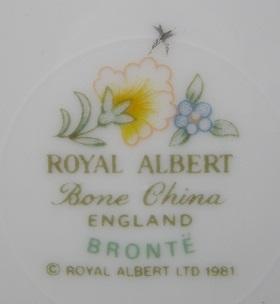 ROYAL ALBERT
Bone China
ENGLAND
BRONTË
© ROYAL ALBERT LTD 1981